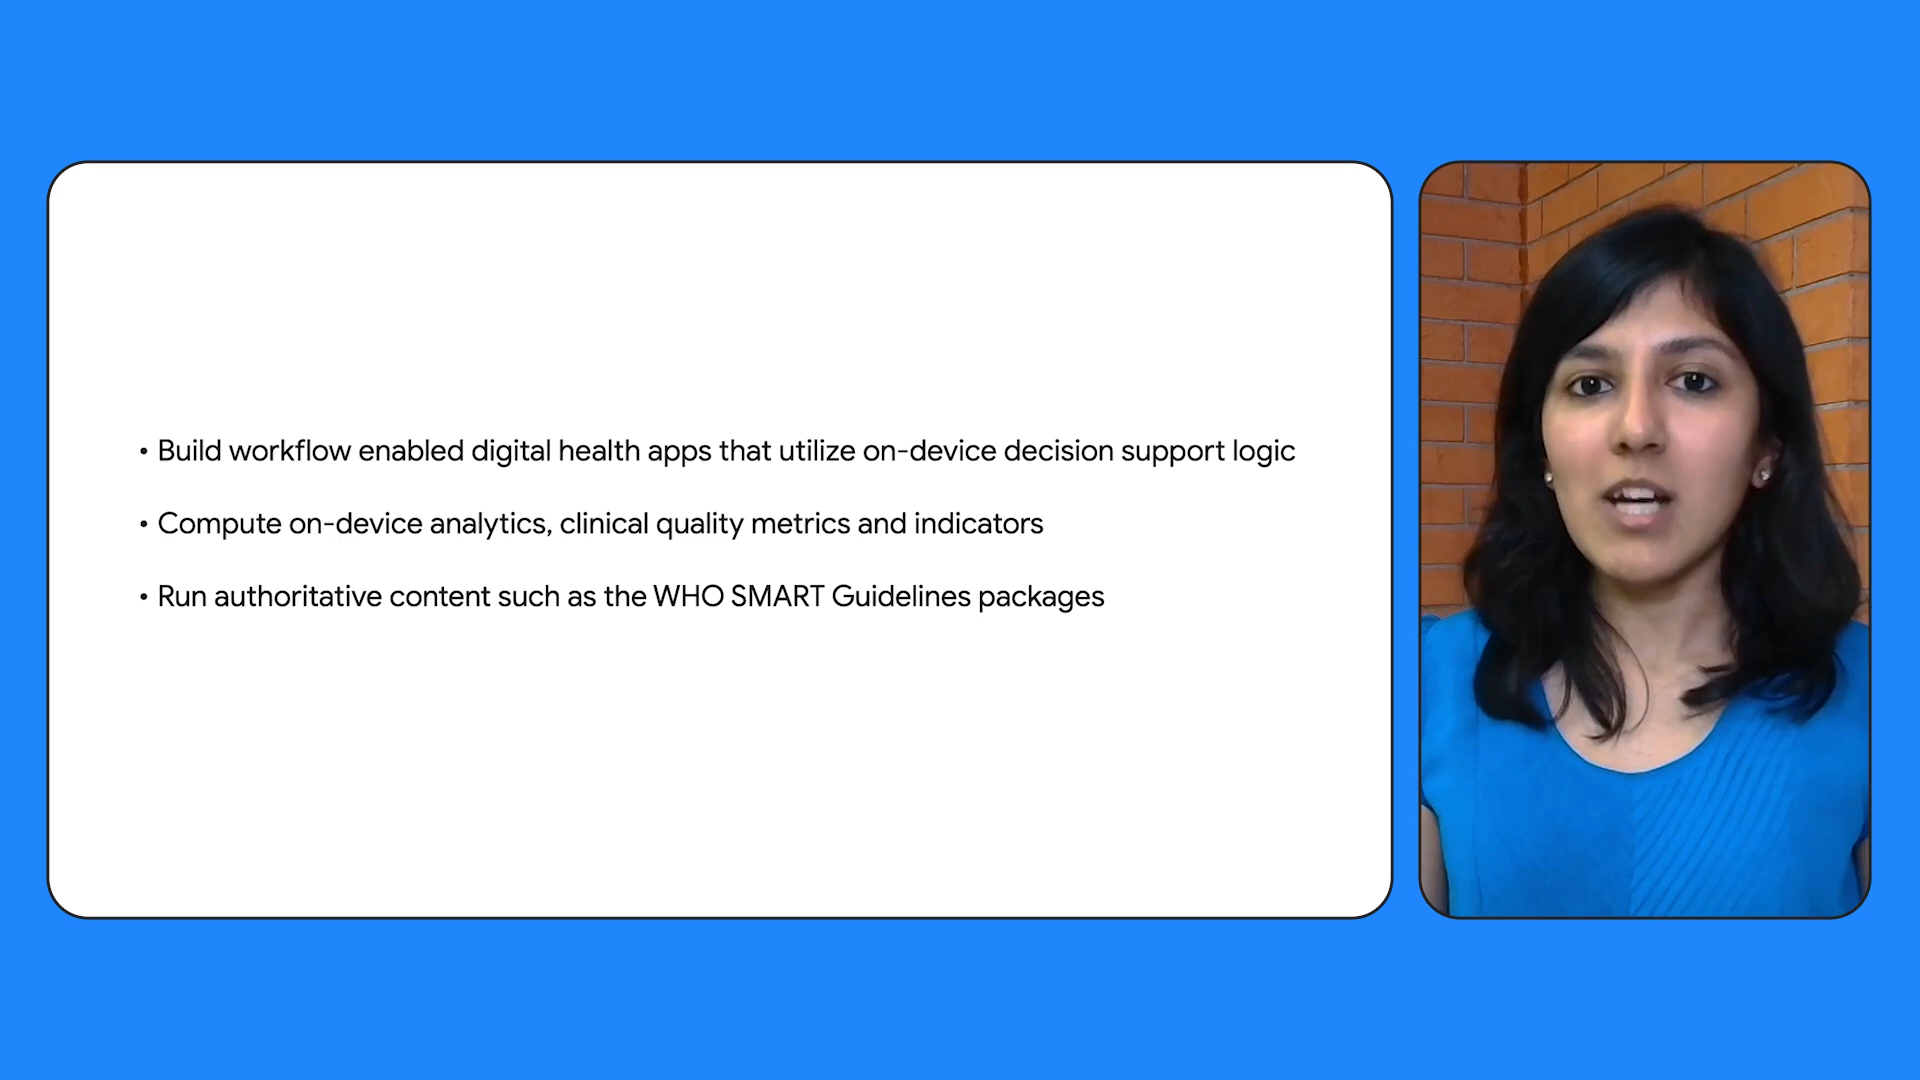 • Build workflow enabled digital health apps that utilize on-device decision support logic
• Compute on-device analytics, clinical quality metrics and indicators
• Run authoritative content such as the WHO SMART Guidelines packages